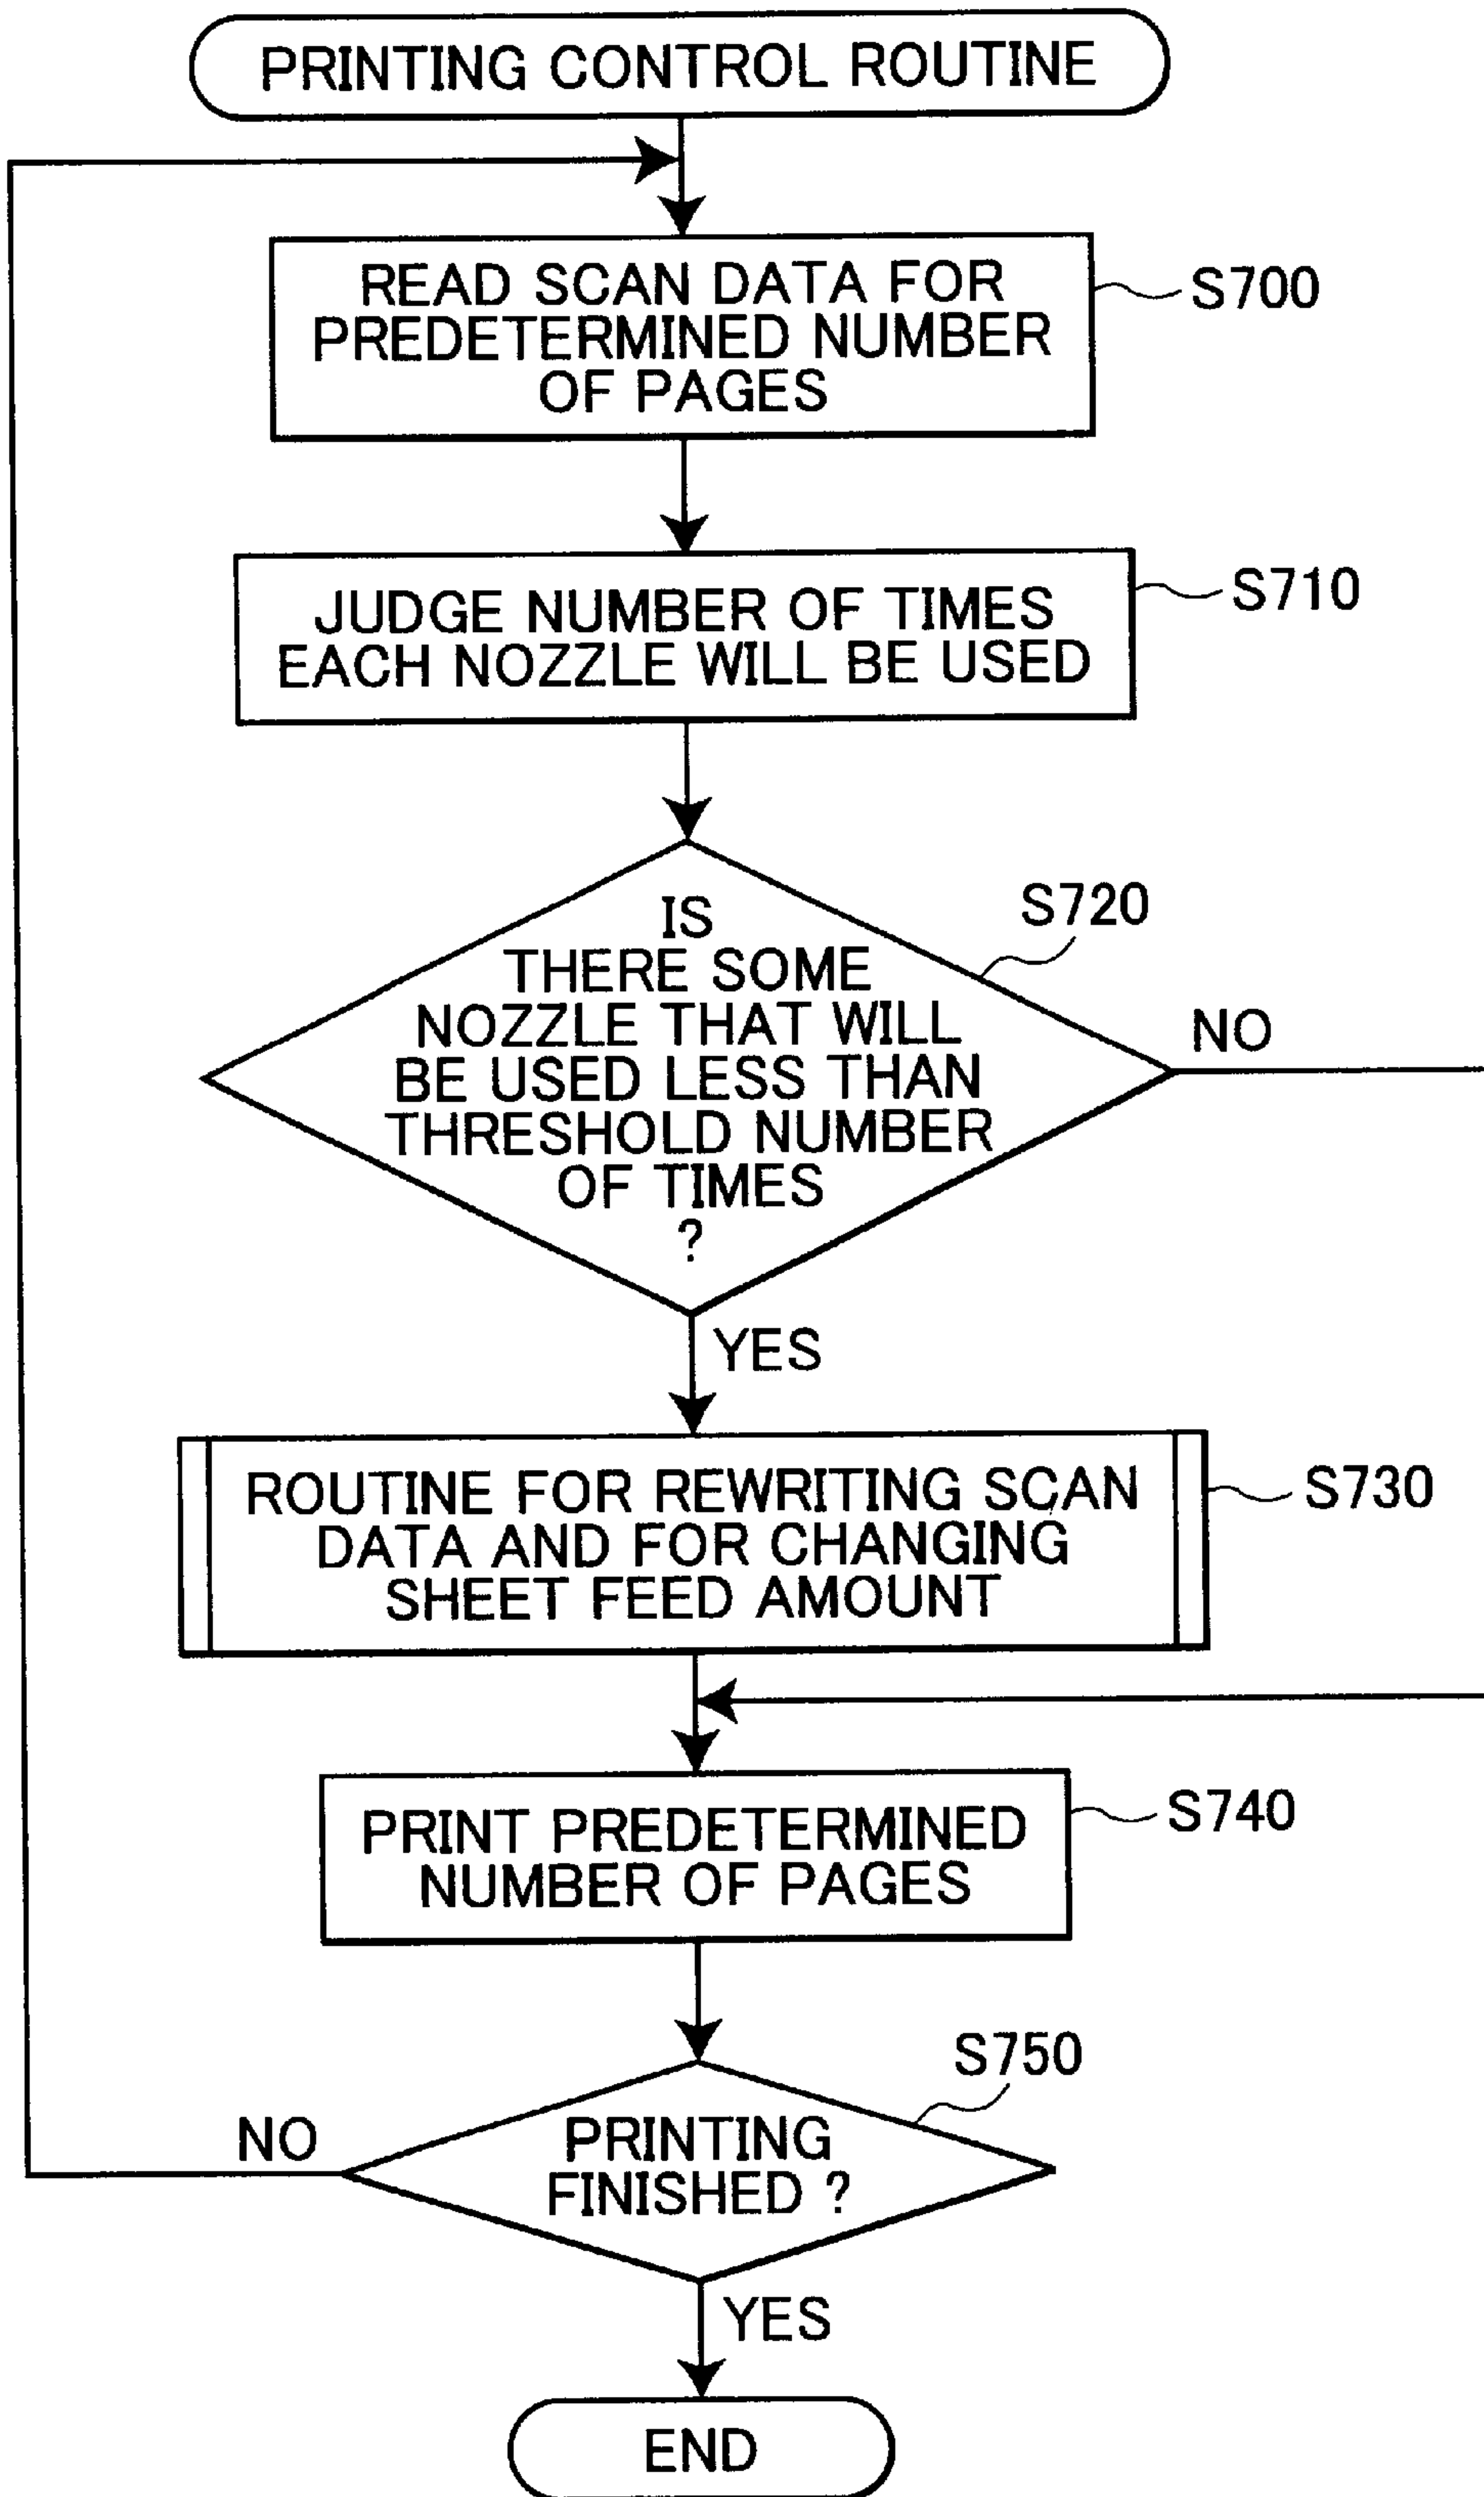 PRINTING CONTROL ROUTINE
READ SCAN DATA FOR
PREDETERMINED NUMBER
OF PAGES
S700
JUDGE NUMBER OF TIMES
EACH NOZZLE WILL BE USED
S710
IS
THERE SOME
NOZZLE THAT WILL
BE USED LESS THAN
THRESHOLD NUMBER
OF TIMES
?
S720
NO
YES
ROUTINE FOR REWRITING SCAN
DATA AND FOR CHANGING
SHEET FEED AMOUNT
S730
PRINT PREDETERMINED
NUMBER OF PAGES
S740
PRINTING
FINISHED ?
S750
NO
YES
END